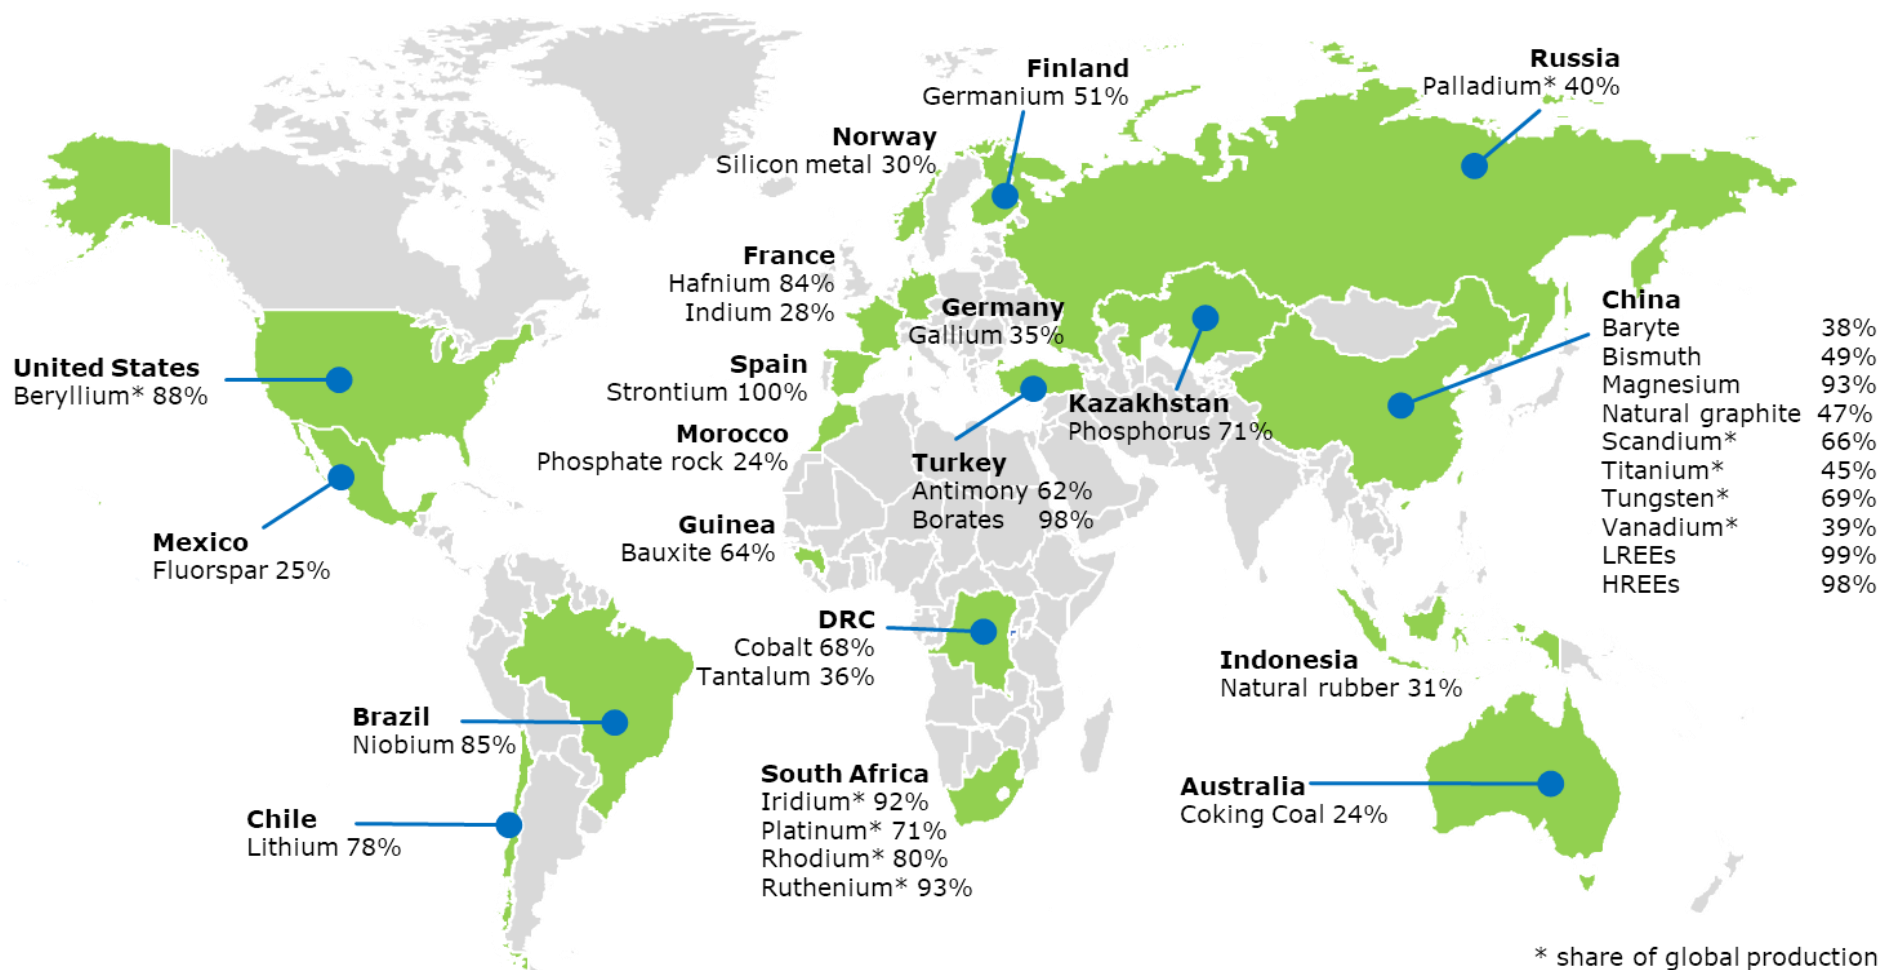 Finland
Germanium 51%
Russia
Palladium* 40%
Norway
Silicon metal 30%
France
Hafnium 84%
Indium 28%
Germany
Gallium 35%
China
Baryte 38%
Bismuth 49%
Magnesium 93%
Natural graphite 47%
Scandium* 66%
Titanium* 45%
Tungsten* 69%
Vanadium* 39%
LREEs 99%
HREEs 98%
United States
Beryllium* 88%
Spain
Strontium 100%
Kazakhstan
Phosphorus 71%
Morocco
Phosphate rock 24%
Turkey
Antimony 62%
Borates 98%
Mexico
Fluorspar 25%
Guinea
Bauxite 64%
DRC
Cobalt 68%
Tantalum 36%
Indonesia
Natural rubber 31%
Brazil
Niobium 85%
South Africa
Iridium* 92%
Platinum* 71%
Rhodium* 80%
Ruthenium* 93%
Australia
Coking Coal 24%
Chile
Lithium 78%
* share of global production